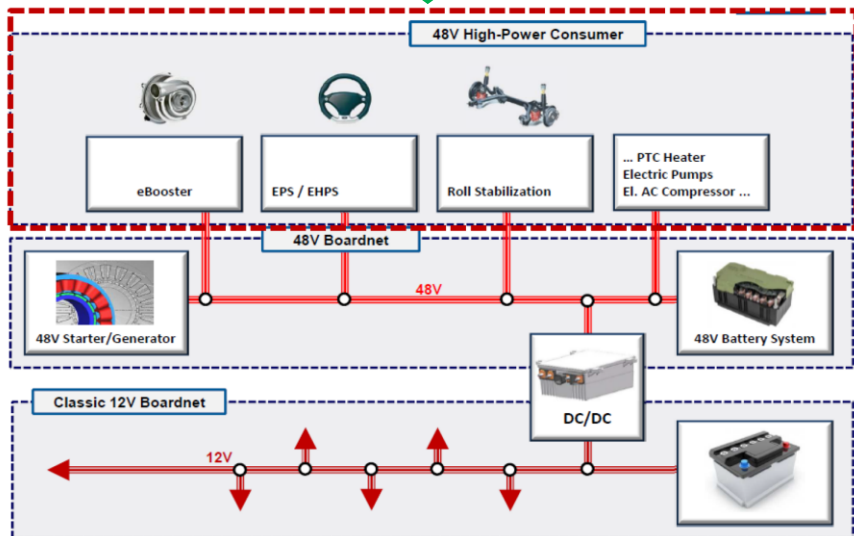 48V High-Power Consumer
eBooster
EPS / EHPS
Roll Stabilization
... PTC Heater
Electric Pumps
El. AC Compressor ...
48V Boardnet
48V
48V Starter/Generator
48V Battery System
DC/DC
Classic 12V Boardnet
12V